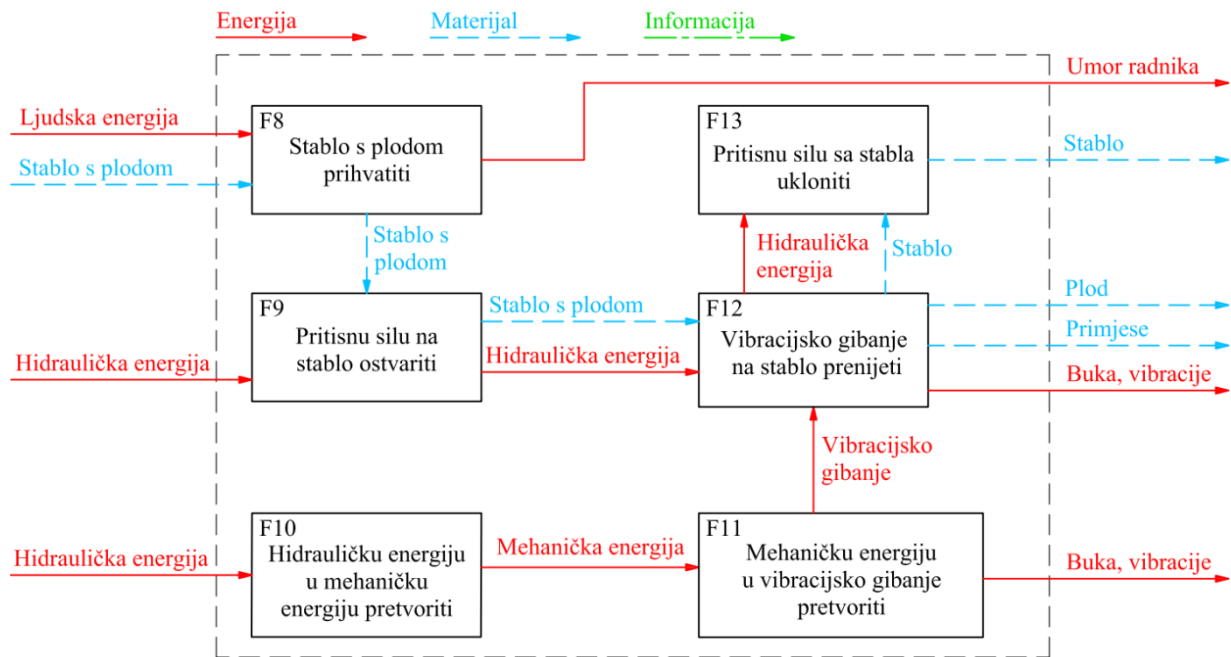 Energija
Materijal
Informacija
Umor radnika
Ljudska energija
F8
Stablo s plodom
prihvatiti
F13
Pritisnu silu sa stabla
ukloniti
Stablo
Stablo s plodom
Stablo s
plodom
Hidraulička
energija
Stablo
F9
Pritisnu silu na
stablo ostvariti
Stablo s plodom
F12
Vibracijsko gibanje
na stablo prenijeti
Plod
Primjese
Hidraulička energija
Hidraulička energija
Buka, vibracije
Vibracijsko
gibanje
F10
Hidrauličku energiju
u mehaničku
energiju pretvoriti
Mehanička energija
F11
Mehaničku energiju
u vibracijsko gibanje
pretvoriti
Hidraulička energija
Buka, vibracije